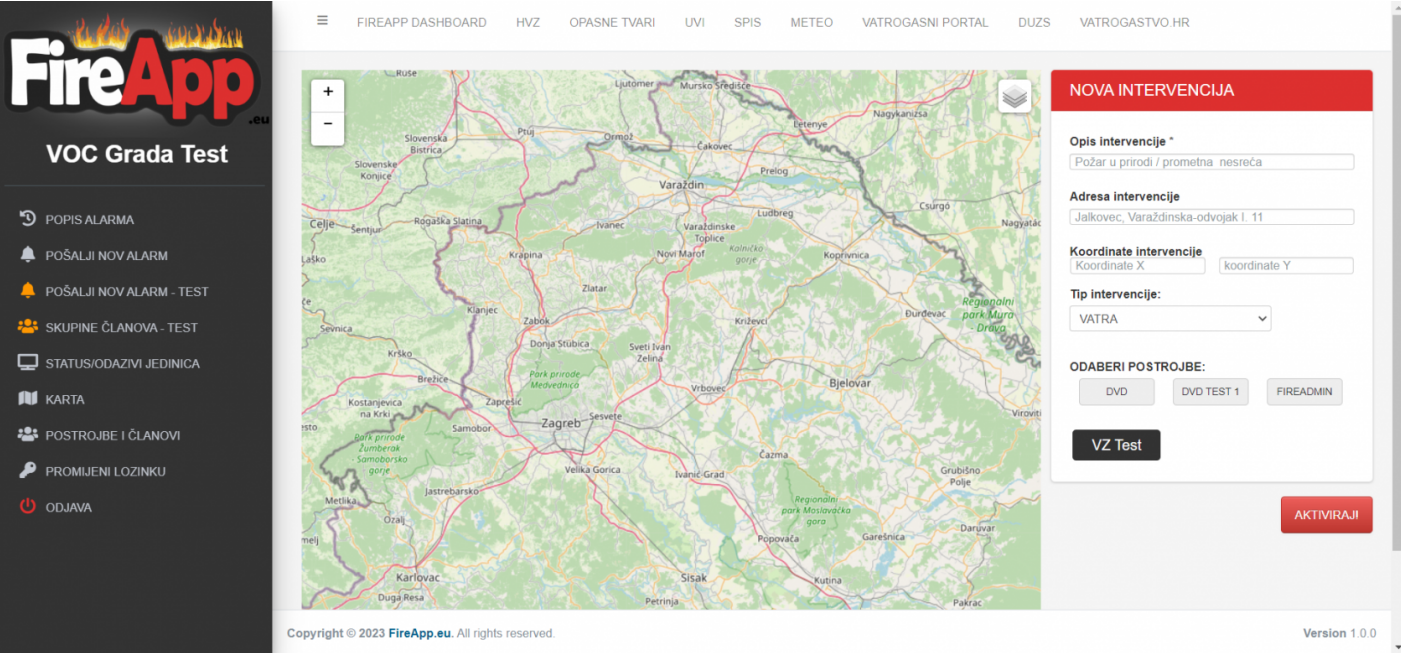 FireApp
.eu
VOC Grada Test
POPIS ALARMA
POŠALJI NOV ALARM
POŠALJI NOV ALARM - TEST
SKUPINE ČLANOVA - TEST
STATUS/ODAZIVI JEDINICA
KARTA
POSTROJBE I ČLANOVI
PROMIJENI LOZINKU
ODJAVA
FIREAPP DASHBOARD HVZ OPASNE TVARI UVI SPIS METEO VATROGASNI PORTAL DUZS VATROGASTVO.HR
+
−
Ruše
Ljutomer
Mursko Središće
Nagykanizsa
Letenye
Ptuj
Ormož
Slovenska
Bistrica
Čakovec
Slovenske
Konjice
Prelog
Varaždin
Csurgó
Nagyatád
Ludbreg
Rogaška Slatina
Celje
Šentjur
Ivanec
Varaždinske
Toplice
Kalničko
gorje
Novi Marof
Krapina
Koprivnica
Laško
Zlatar
Regionalni
park Mura
- Drava
Klanjec
Zabok
Križevci
Đurđevac
Sevnica
Donja Stubica
Sveti Ivan
Zelina
Krško
Brežice
Park prirode
Medvednica
Vrbovec
Bjelovar
Kostanjevica
na Krki
Zaprešić
Sesvete
Zagreb
Samobor
Park prirode
Žumberak
- Samoborsko
gorje
Čazma
Velika Gorica
Ivanić-Grad
Grubišno
Polje
Jastrebarsko
Metlika
Regionalni
park Moslavačka
gora
Ozalj
Daruvar
Popovača
Garešnica
Karlovac
Sisak
Kutina
Duga Resa
Petrinja
Pakrac
NOVA INTERVENCIJA
Opis intervencije *
Požar u prirodi / prometna nesreća
Adresa intervencije
Jalkovec, Varaždinska-odvojak I. 11
Koordinate intervencije
Koordinate X koordinate Y
Tip intervencije:
VATRA
ODABERI POSTROJBE:
DVD DVD TEST 1 FIREADMIN
VZ Test
AKTIVIRAJ!
Copyright © 2023 FireApp.eu. All rights reserved.
Version 1.0.0